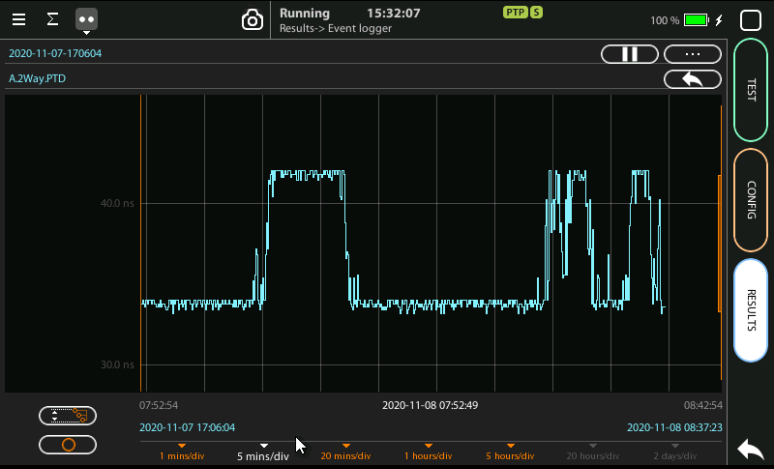 Running 15:32:07 PTP S 100 %
Results-> Event logger
2020-11-07-170604
A.2Way.PTD
TEST
CONFIG
RESULTS
40.0 ns
30.0 ns
07:52:54 2020-11-08 07:52:49 08:42:54
2020-11-07 17:06:04 2020-11-08 08:37:23
1 mins/div 5 mins/div 20 mins/div 1 hours/div 5 hours/div 20 hours/div 2 days/div